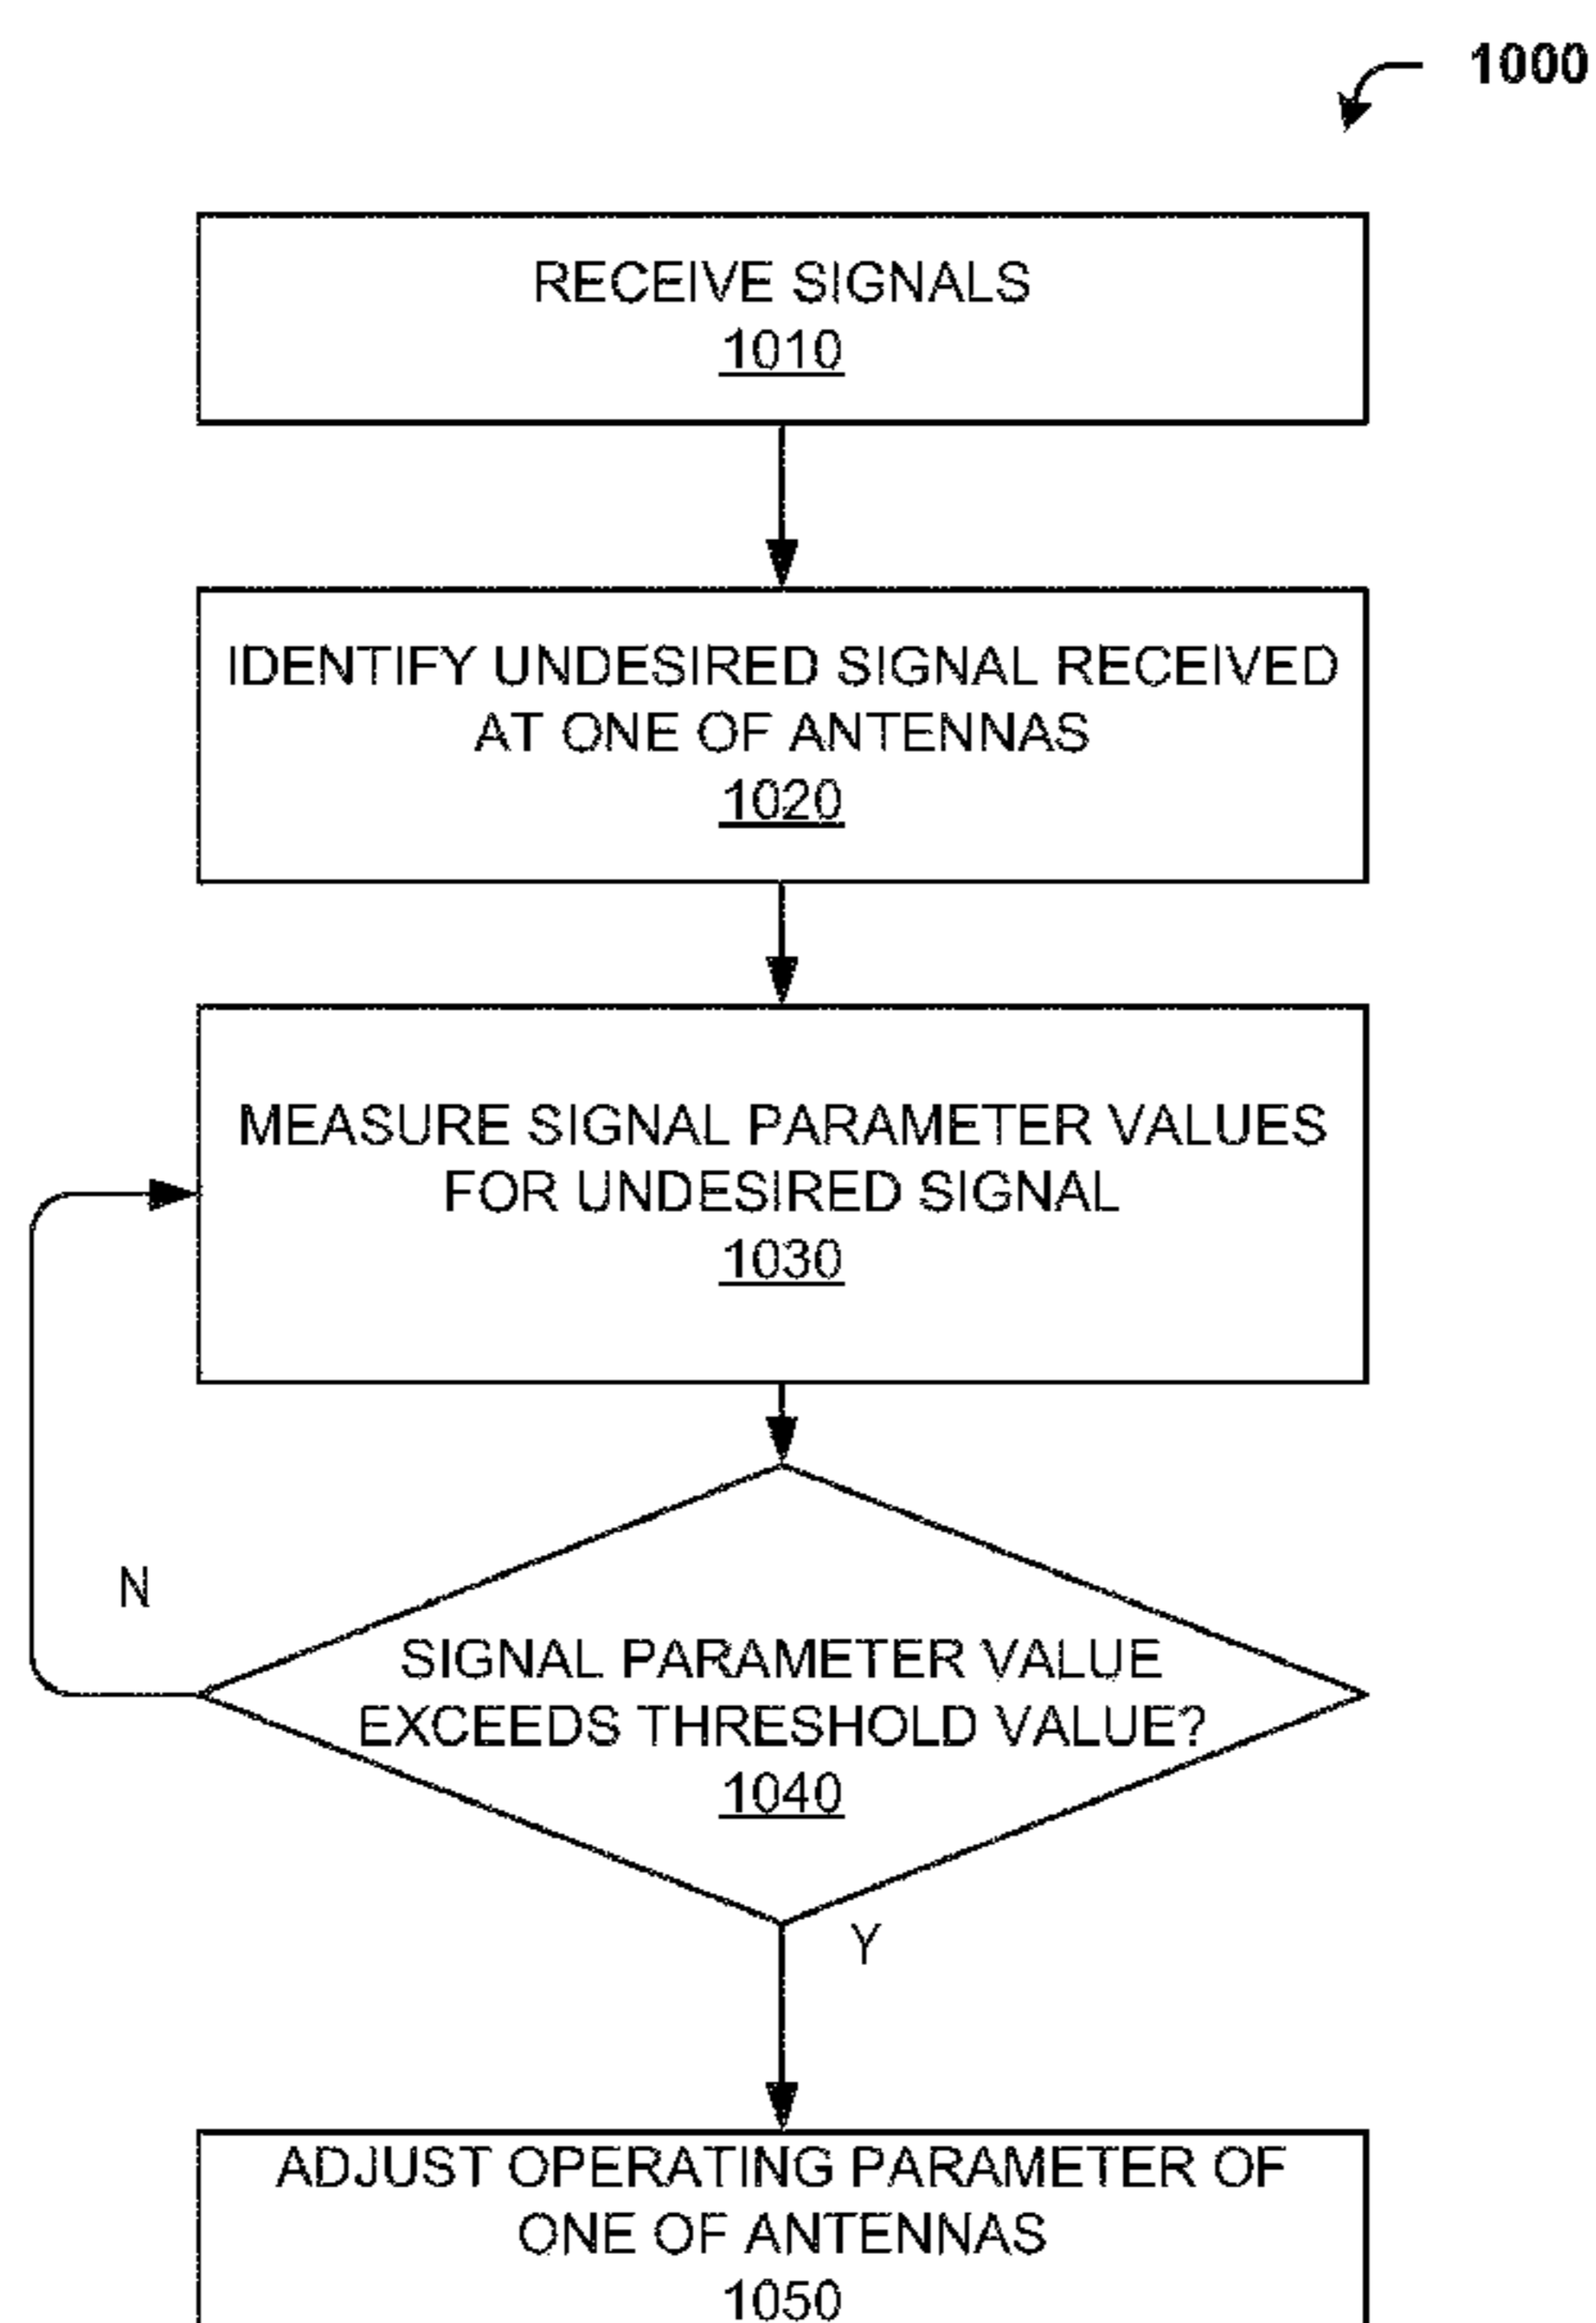 1000
RECEIVE SIGNALS
1010
IDENTIFY UNDESIRED SIGNAL RECEIVED
AT ONE OF ANTENNAS
1020
MEASURE SIGNAL PARAMETER VALUES
FOR UNDESIRED SIGNAL
1030
N
SIGNAL PARAMETER VALUE
EXCEEDS THRESHOLD VALUE?
1040
Y
ADJUST OPERATING PARAMETER OF
ONE OF ANTENNAS
1050